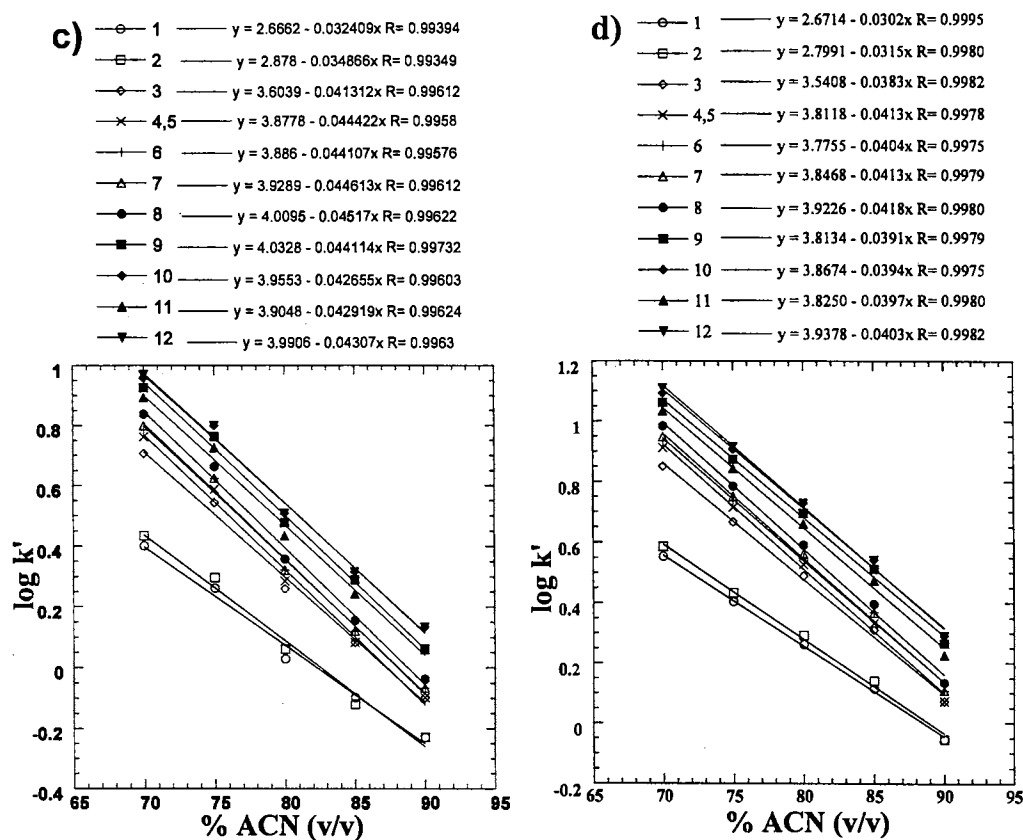 c)
1 y = 2.6662 - 0.032409x R= 0.99394
2 y = 2.878 - 0.034866x R= 0.99349
3 y = 3.6039 - 0.041312x R= 0.99612
4,5 y = 3.8778 - 0.044422x R= 0.9958
6 y = 3.886 - 0.044107x R= 0.99576
7 y = 3.9289 - 0.044613x R= 0.99612
8 y = 4.0095 - 0.04517x R= 0.99622
9 y = 4.0328 - 0.044114x R= 0.99732
10 y = 3.9553 - 0.042655x R= 0.99603
11 y = 3.9048 - 0.042919x R= 0.99624
12 y = 3.9906 - 0.04307x R= 0.9963
1
0.8
0.6
0.4
0.2
0
-0.2
-0.4
log k'
65 70 75 80 85 90 95
% ACN (v/v)
d)
1 y = 2.6714 - 0.0302x R= 0.9995
2 y = 2.7991 - 0.0315x R= 0.9980
3 y = 3.5408 - 0.0383x R= 0.9982
4,5 y = 3.8118 - 0.0413x R= 0.9978
6 y = 3.7755 - 0.0404x R= 0.9975
7 y = 3.8468 - 0.0413x R= 0.9979
8 y = 3.9226 - 0.0418x R= 0.9980
9 y = 3.8134 - 0.0391x R= 0.9979
10 y = 3.8674 - 0.0394x R= 0.9975
11 y = 3.8250 - 0.0397x R= 0.9980
12 y = 3.9378 - 0.0403x R= 0.9982
1.2
1
0.8
0.6
0.4
0.2
0
-0.2
log k'
65 70 75 80 85 90 95
% ACN (v/v)